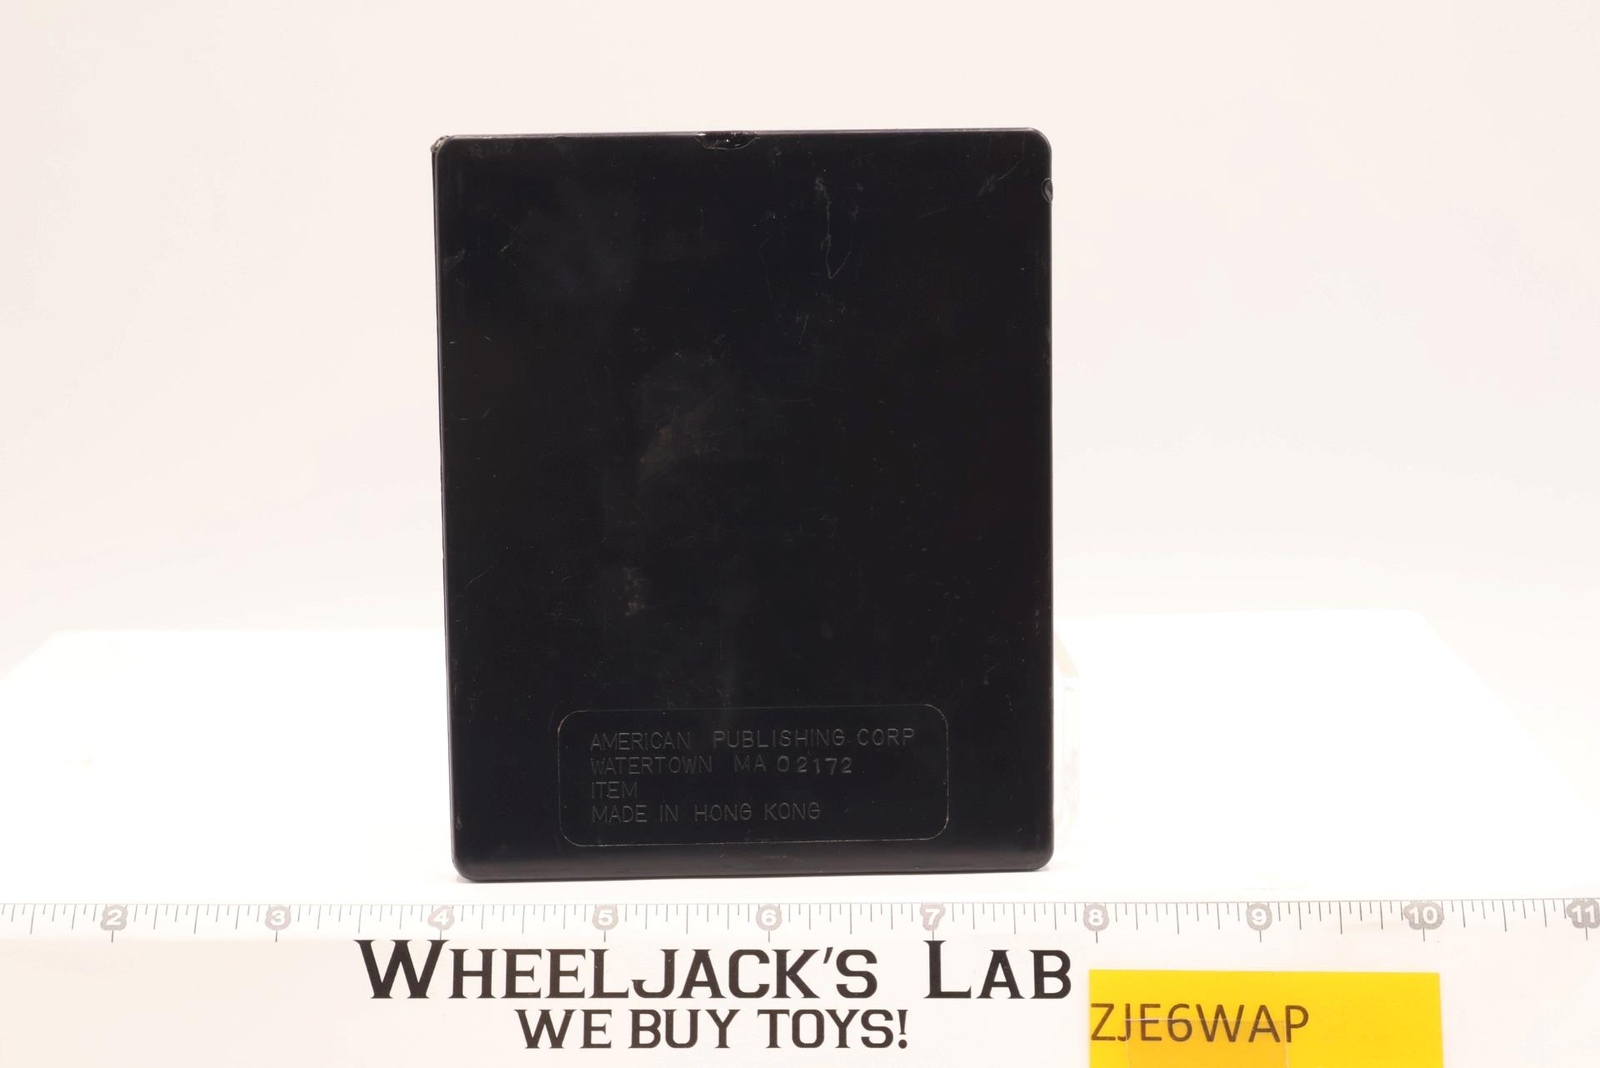 AMERICAN PUBLISHING CORP
WATERTOWN MA 02172
ITEM
MADE IN HONG KONG
2 3 4 5 6 7 8 9 10 11
WHEELJACK'S LAB
WE BUY TOYS!
ZJE6WAP